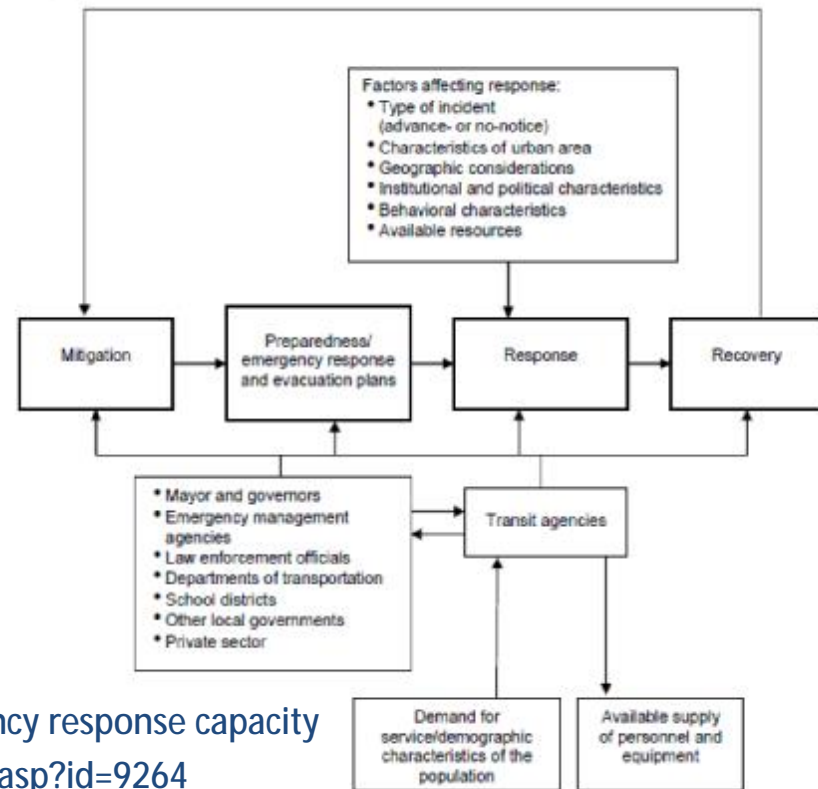 Factors affecting response:
• Type of incident
(advance- or no-notice)
• Characteristics of urban area
• Geographic considerations
• Institutional and political characteristics
• Behavioral characteristics
• Available resources
Mitigation
Preparedness/
emergency response
and evacuation plans
Response
Recovery
• Mayor and governors
• Emergency management
agencies
• Law enforcement officials
• Departments of transportation
• School districts
• Other local governments
• Private sector
Transit agencies
Demand for
service/demographic
characteristics of the
population
Available supply
of personnel and
equipment
ncy response capacity
asp?id=9264